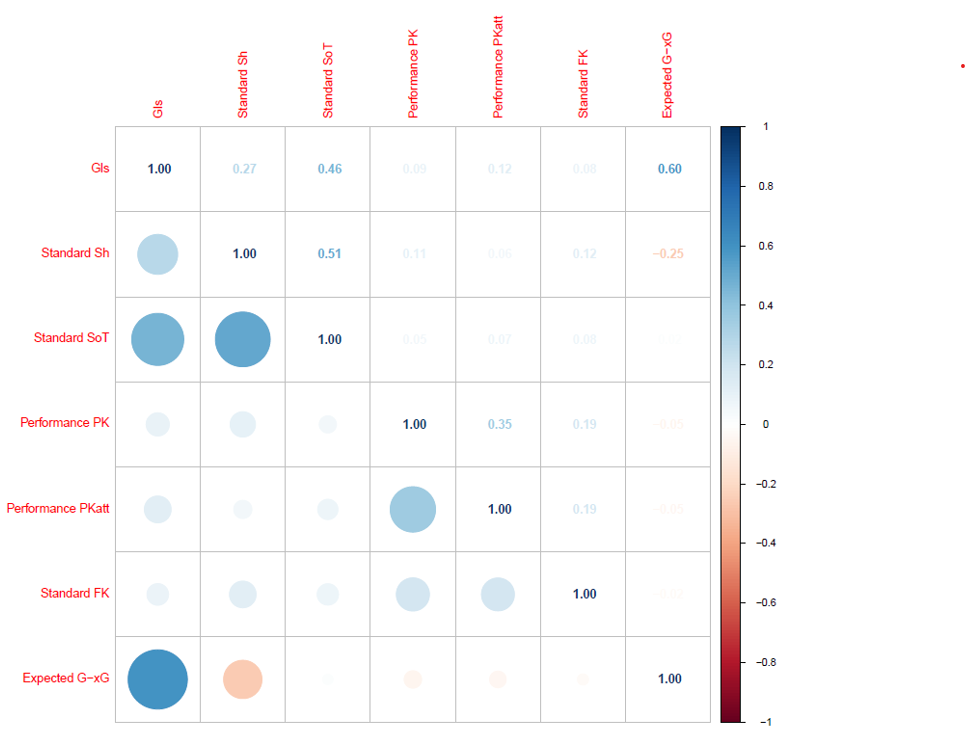 Gls
Standard Sh
Standard SoT
Performance PK
Performance PKatt
Standard FK
Expected G−xG
Gls 1.00 0.27 0.46 0.09 0.12 0.08 0.60
Standard Sh 1.00 0.51 0.11 0.06 0.12 −0.25
Standard SoT 1.00 0.05 0.07 0.08
Performance PK 1.00 0.35 0.19 −0.05
Performance PKatt 1.00 0.19 −0.05
Standard FK 1.00
Expected G−xG 1.00
1
0.8
0.6
0.4
0.2
0
−0.2
−0.4
−0.6
−0.8
−1